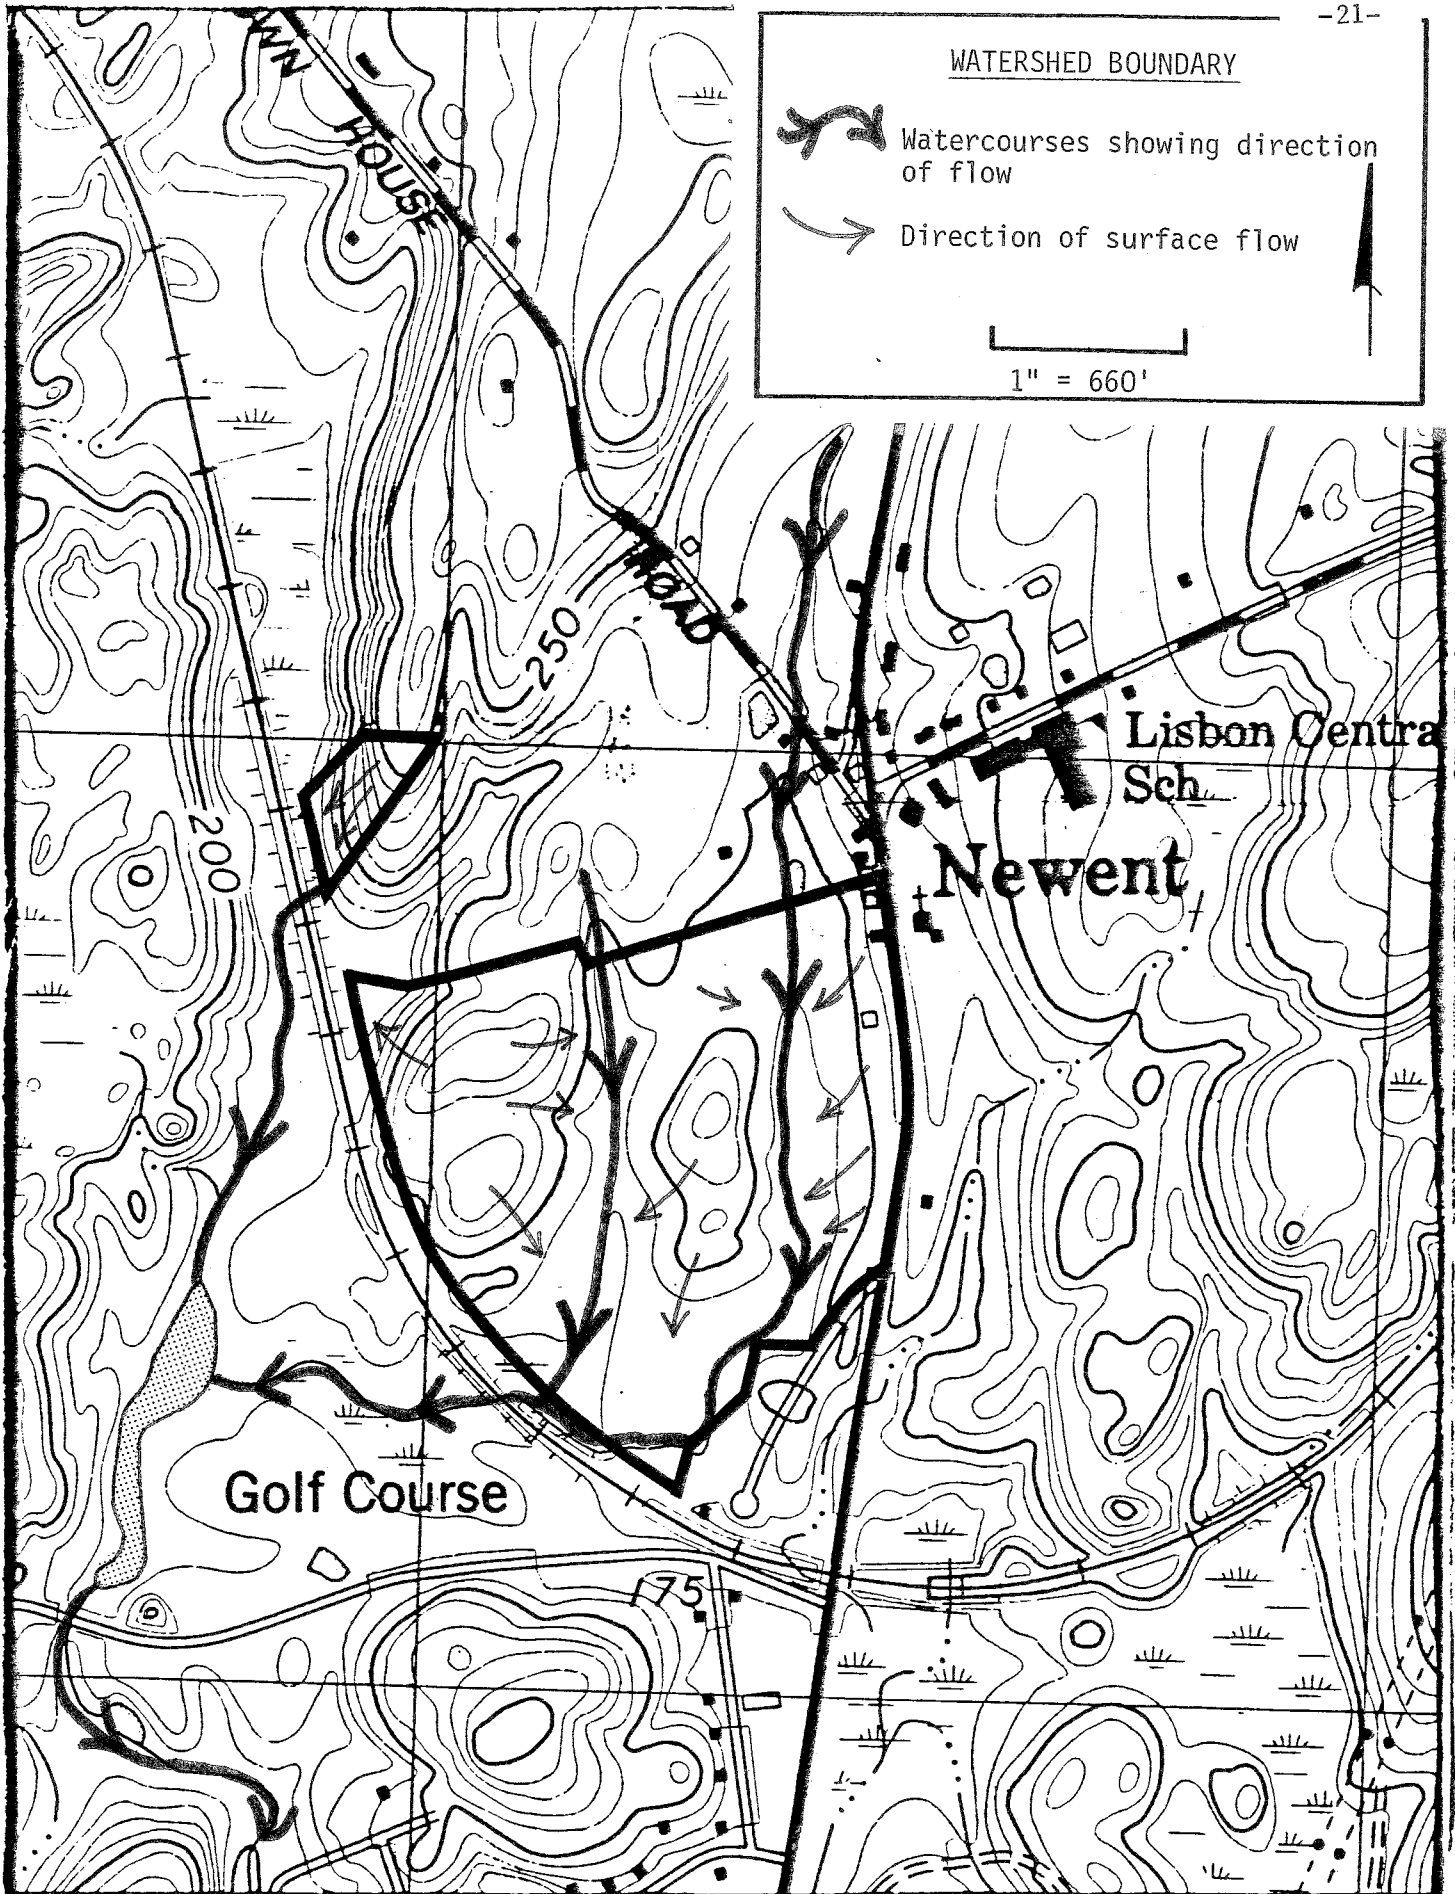 -21-
WATERSHED BOUNDARY
Watercourses showing direction
of flow
Direction of surface flow
1" = 660'
WN
HOUSE
ROAD
250
200
Lisbon Centra
Sch
Newent
Golf Course
175